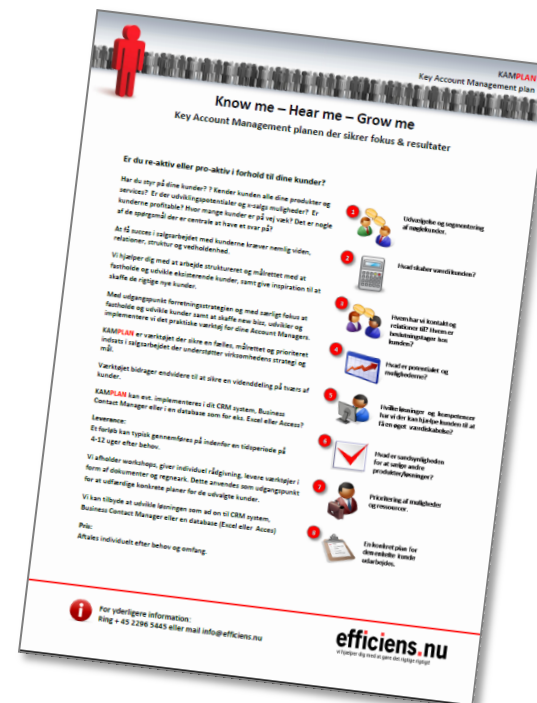 KAMPLAN
Key Account Management plan
Know me – Hear me – Grow me
Key Account Management planen der sikrer fokus & resultater
Er du re-aktiv eller pro-aktiv i forhold til dine kunder?
Har du styr på dine kunder? ? Kender kunden alle dine produkter og
services? Er der udviklingspotentialer og x-salgs muligheder? Er
kunderne profitable? Hvor mange kunder er på vej væk? Det er nogle
af de spørgsmål der er centrale at have et svar på?
At få succes i salgsarbejdet med kunderne kræver nemlig viden,
relationer, struktur og vedholdenhed.
Vi hjælper dig med at arbejde struktureret og målrettet med at
fastholde og udvikle eksisterende kunder, samt give inspiration til at
skaffe de rigtige nye kunder.
Med udgangspunkt forretningsstrategien og med særligt fokus at
fastholde og udvikle kunder samt at skaffe new bizz, udvikler og
implementere vi det praktiske værktøj for dine Account Managers.
KAMPLAN er værktøjet der sikre en fælles, målrettet og prioriteret
indsats i salgsarbejdet der understøtter virksomhedens strategi og
mål.
Værktøjet bidrager endvidere til at sikre en videnddeling på tværs af
kunder.
KAMPLAN kan evt. implementeres i dit CRM system, Business
Contact Manager eller i en database som for eks. Excel eller Access?
Leverence:
Et forløb kan typisk gennemføres på indenfor en tidsperiode på
4-12 uger efter behov.
Vi afholder workshops, giver individuel rådgivning, levere værktøjer i
form af dokumenter og regneark. Dette anvendes som udgangspunkt
for at udfærdige konkrete planer for de udvalgte kunder.
Vi kan tilbyde at udvikle løsningen som ad on til CRM system,
Business Contact Manager eller en database (Excel eller Acces)
Pris:
Aftales individuelt efter behov og omfang.
1
Udvælgelse og segmentering
af nøglekunder.
2
Hvad skaber værdi i kunden?
3
Hvem har vi kontakt og
relationer til? Hvem er
beslutningstager hos
kunden?
4
Hvad er potentialet og
mulighederne?
5
Hvilke løsninger og kompetencer
har vi der kan hjælpe kunden til at
få en øget værdiskabelse?
6
Hvad er sandsynligheden
for at sælge andre
produkter/løsninger?
7
Prioritering af muligheder
og ressourcer.
8
En konkret plan for
den enkelte kunde
udarbejdes.
For yderligere information:
Ring + 45 2296 5445 eller mail info@efficiens.nu
efficiens.nu
vi hjælper dig med at gøre det rigtige rigtigt!